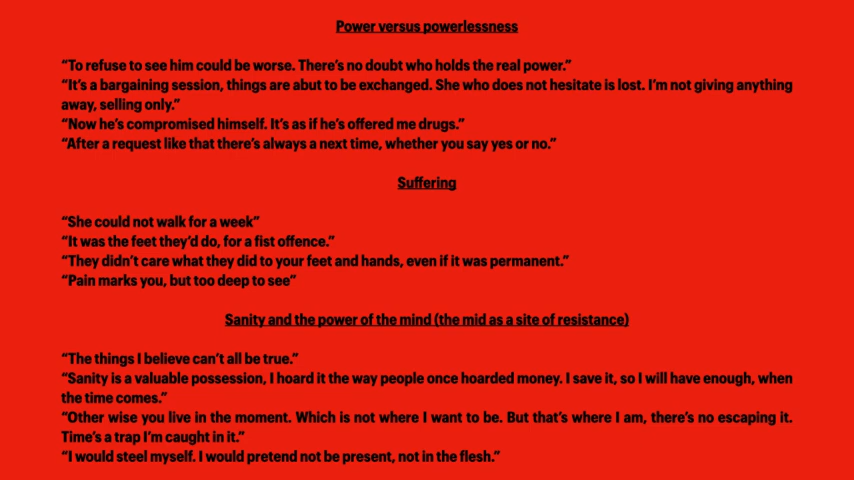 Power versus powerlessness
“To refuse to see him could be worse. There’s no doubt who holds the real power.”
“It’s a bargaining session, things are abut to be exchanged. She who does not hesitate is lost. I’m not giving anything
away, selling only.”
“Now he’s compromised himself. It’s as if he’s offered me drugs.”
“After a request like that there’s always a next time, whether you say yes or no.”
Suffering
“She could not walk for a week”
“It was the feet they’d do, for a fist offence.”
“They didn’t care what they did to your feet and hands, even if it was permanent.”
“Pain marks you, but too deep to see”
Sanity and the power of the mind (the mid as a site of resistance)
“The things I believe can’t all be true.”
“Sanity is a valuable possession, I hoard it the way people once hoarded money. I save it, so I will have enough, when
the time comes.”
“Other wise you live in the moment. Which is not where I want to be. But that’s where I am, there’s no escaping it.
Time’s a trap I’m caught in it.”
“I would steel myself. I would pretend not be present, not in the flesh.”